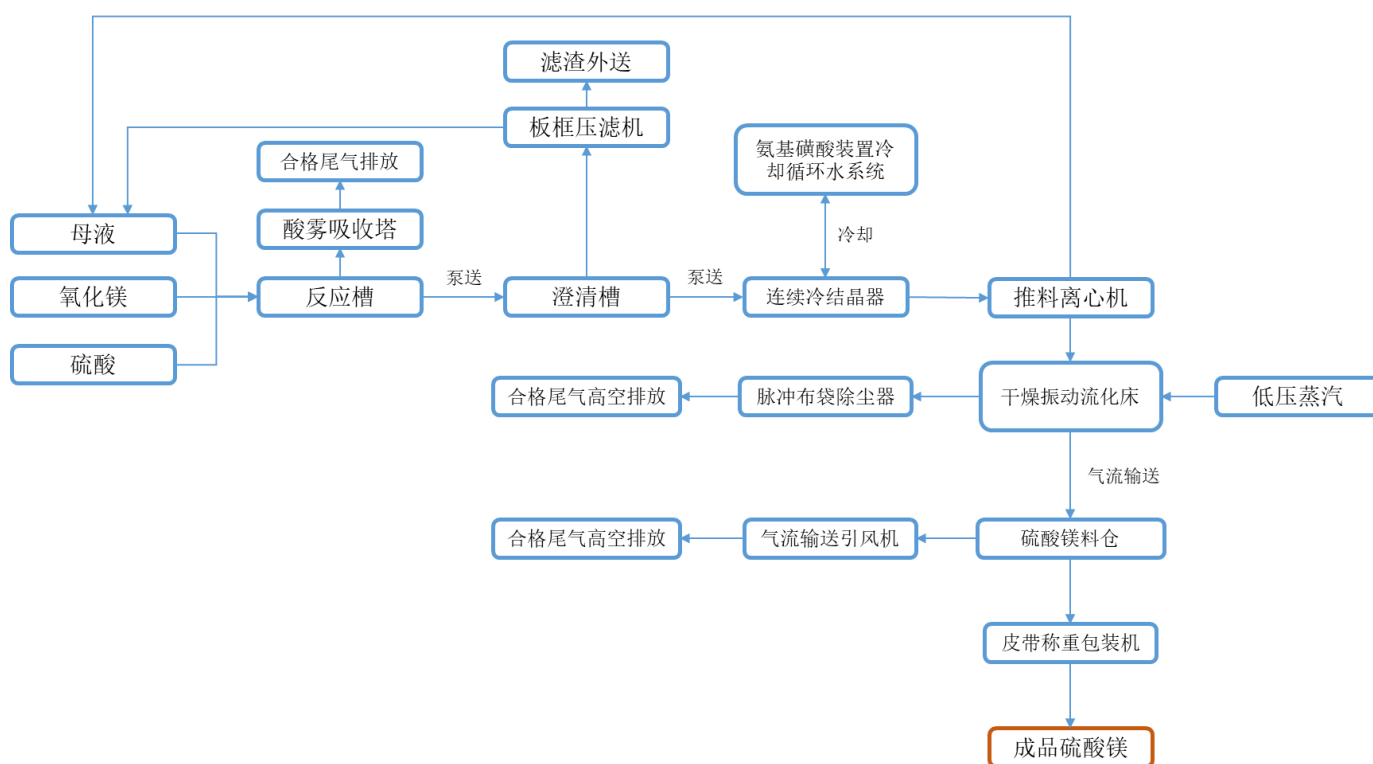 滤渣外送
板框压滤机
合格尾气排放
氨基磺酸装置冷
却循环水系统
母液
酸雾吸收塔
冷却
氧化镁
反应槽
泵送
澄清槽
泵送
连续冷结晶器
推料离心机
硫酸
合格尾气高空排放
脉冲布袋除尘器
干燥振动流化床
低压蒸汽
气流输送
合格尾气高空排放
气流输送引风机
硫酸镁料仓
皮带称重包装机
成品硫酸镁